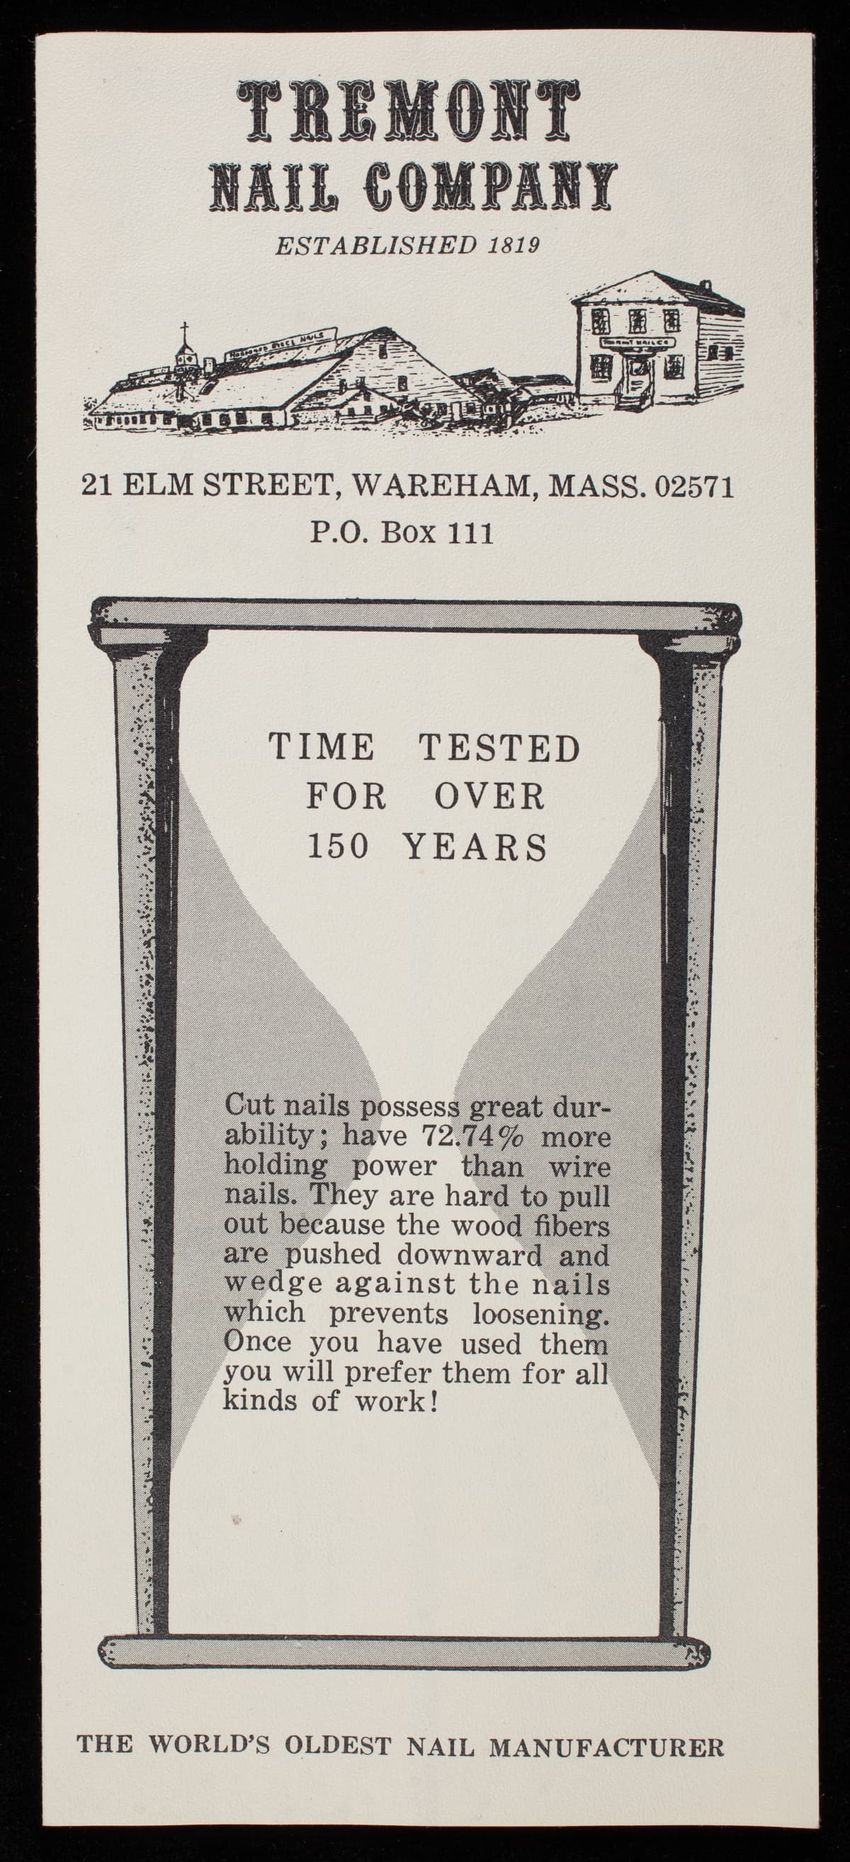 TREMONT
NAIL COMPANY
ESTABLISHED 1819
21 ELM STREET, WAREHAM, MASS. 02571
P.O. Box 111
TIME TESTED
FOR OVER
150 YEARS
Cut nails possess great dur-
ability; have 72.74% more
holding power than wire
nails. They are hard to pull
out because the wood fibers
are pushed downward and
wedge against the nails
which prevents loosening.
Once you have used them
you will prefer them for all
kinds of work!
THE WORLD'S OLDEST NAIL MANUFACTURER